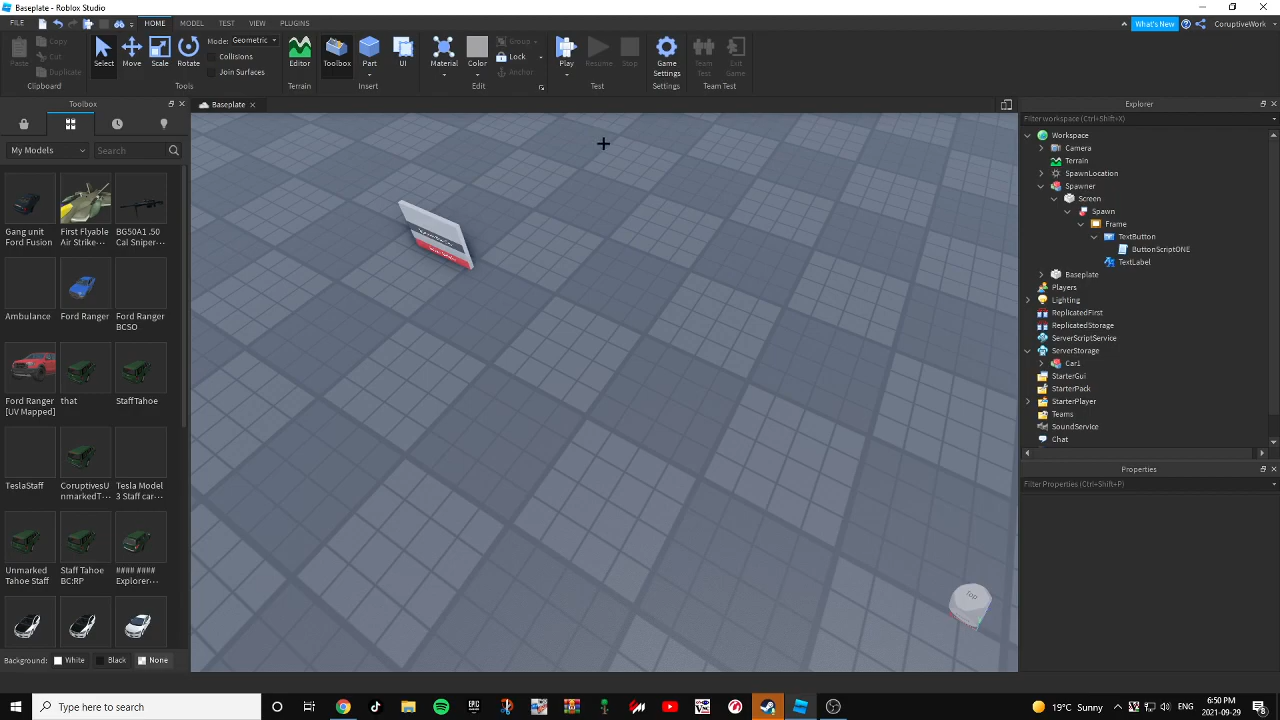 Baseplate - Roblox Studio
FILE HOME MODEL TEST VIEW PLUGINS What's New CoruptiveWork
Paste Copy Cut Duplicate Clipboard
Select Move Scale Rotate Mode: Geometric Collisions Join Surfaces Tools
Editor Terrain
Toolbox Part UI Insert
Material Color Group Lock Anchor Edit
Play Resume Stop Test
Game Settings Settings
Team Test Exit Game Team Test
Toolbox
My Models Search
Gang unit Ford Fusion
First Flyable Air Strike···
BG50A1 .50 Cal Sniper···
Ambulance
Ford Ranger
Ford Ranger BCSO
Ford Ranger [UV Mapped]
that
StaffTahoe
TeslaStaff
CoruptivesUnmarkedT···
Tesla Model 3 Staff car···
Unmarked Tahoe Staff
Staff Tahoe BC:RP
#### #### Explorer···
Background: White Black None
Baseplate
Top
Explorer
Filter workspace (Ctrl+Shift+X)
Workspace
Camera
Terrain
SpawnLocation
Spawner
Screen
Spawn
Frame
TextButton
ButtonScriptONE
TextLabel
Baseplate
Players
Lighting
ReplicatedFirst
ReplicatedStorage
ServerScriptService
ServerStorage
Car1
StarterGui
StarterPack
StarterPlayer
Teams
SoundService
Chat
Properties
Filter Properties (Ctrl+Shift+P)
Type here to search
19°C Sunny
ENG
6:50 PM
2021-09-29